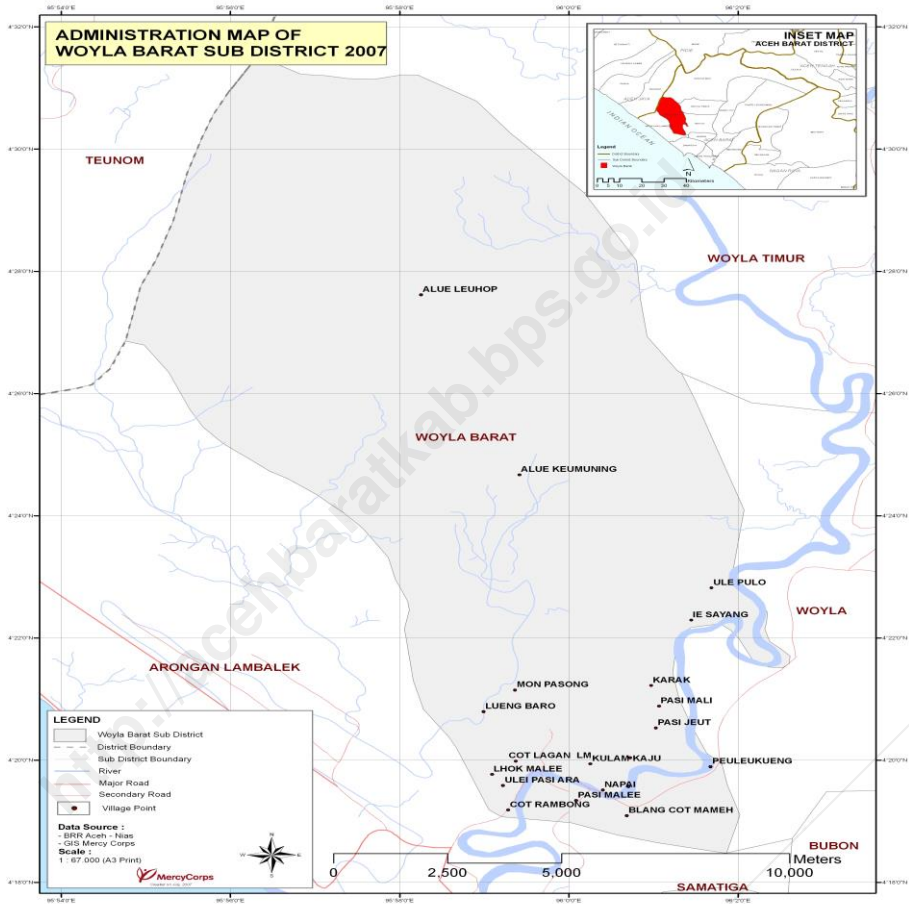 ADMINISTRATION MAP OF
WOYLA BARAT SUB DISTRICT 2007
INSET MAP
ACEH BARAT DISTRICT
INDIAN OCEAN
Legend
95°54'0"E
95°56'0"E
95°58'0"E
96°0'0"E
96°2'0"E
4°32'0"N
4°30'0"N
4°28'0"N
4°26'0"N
4°24'0"N
4°22'0"N
4°20'0"N
4°18'0"N
TEUNOM
WOYLA TIMUR
ALUE LEUHOP
WOYLA BARAT
ALUE KEUMUNING
ULE PULO
IE SAYANG
WOYLA
ARONGAN LAMBALEK
MON PASONG
KARAK
LUENG BARO
PASI MALI
PASI JEUT
COT LAGAN LM
KULAM KAJU
PEULEUKUENG
LHOK MALEE
ULEI PASI ARA
NAPAI
PASI MALEE
COT RAMBONG
BLANG COT MAMEH
BUBON
SAMATIGA
LEGEND
Woyla Barat Sub District
District Boundary
Sub District Boundary
River
Major Road
Secondary Road
Village Point
Data Source :
- BRR Aceh - Nias
- GIS Mercy Corps
Scale :
1 : 67.000 (A3 Print)
MercyCorps
N
W
E
S
0 2,500 5,000 10,000
Meters
http://acehbaratkab.bps.go.id